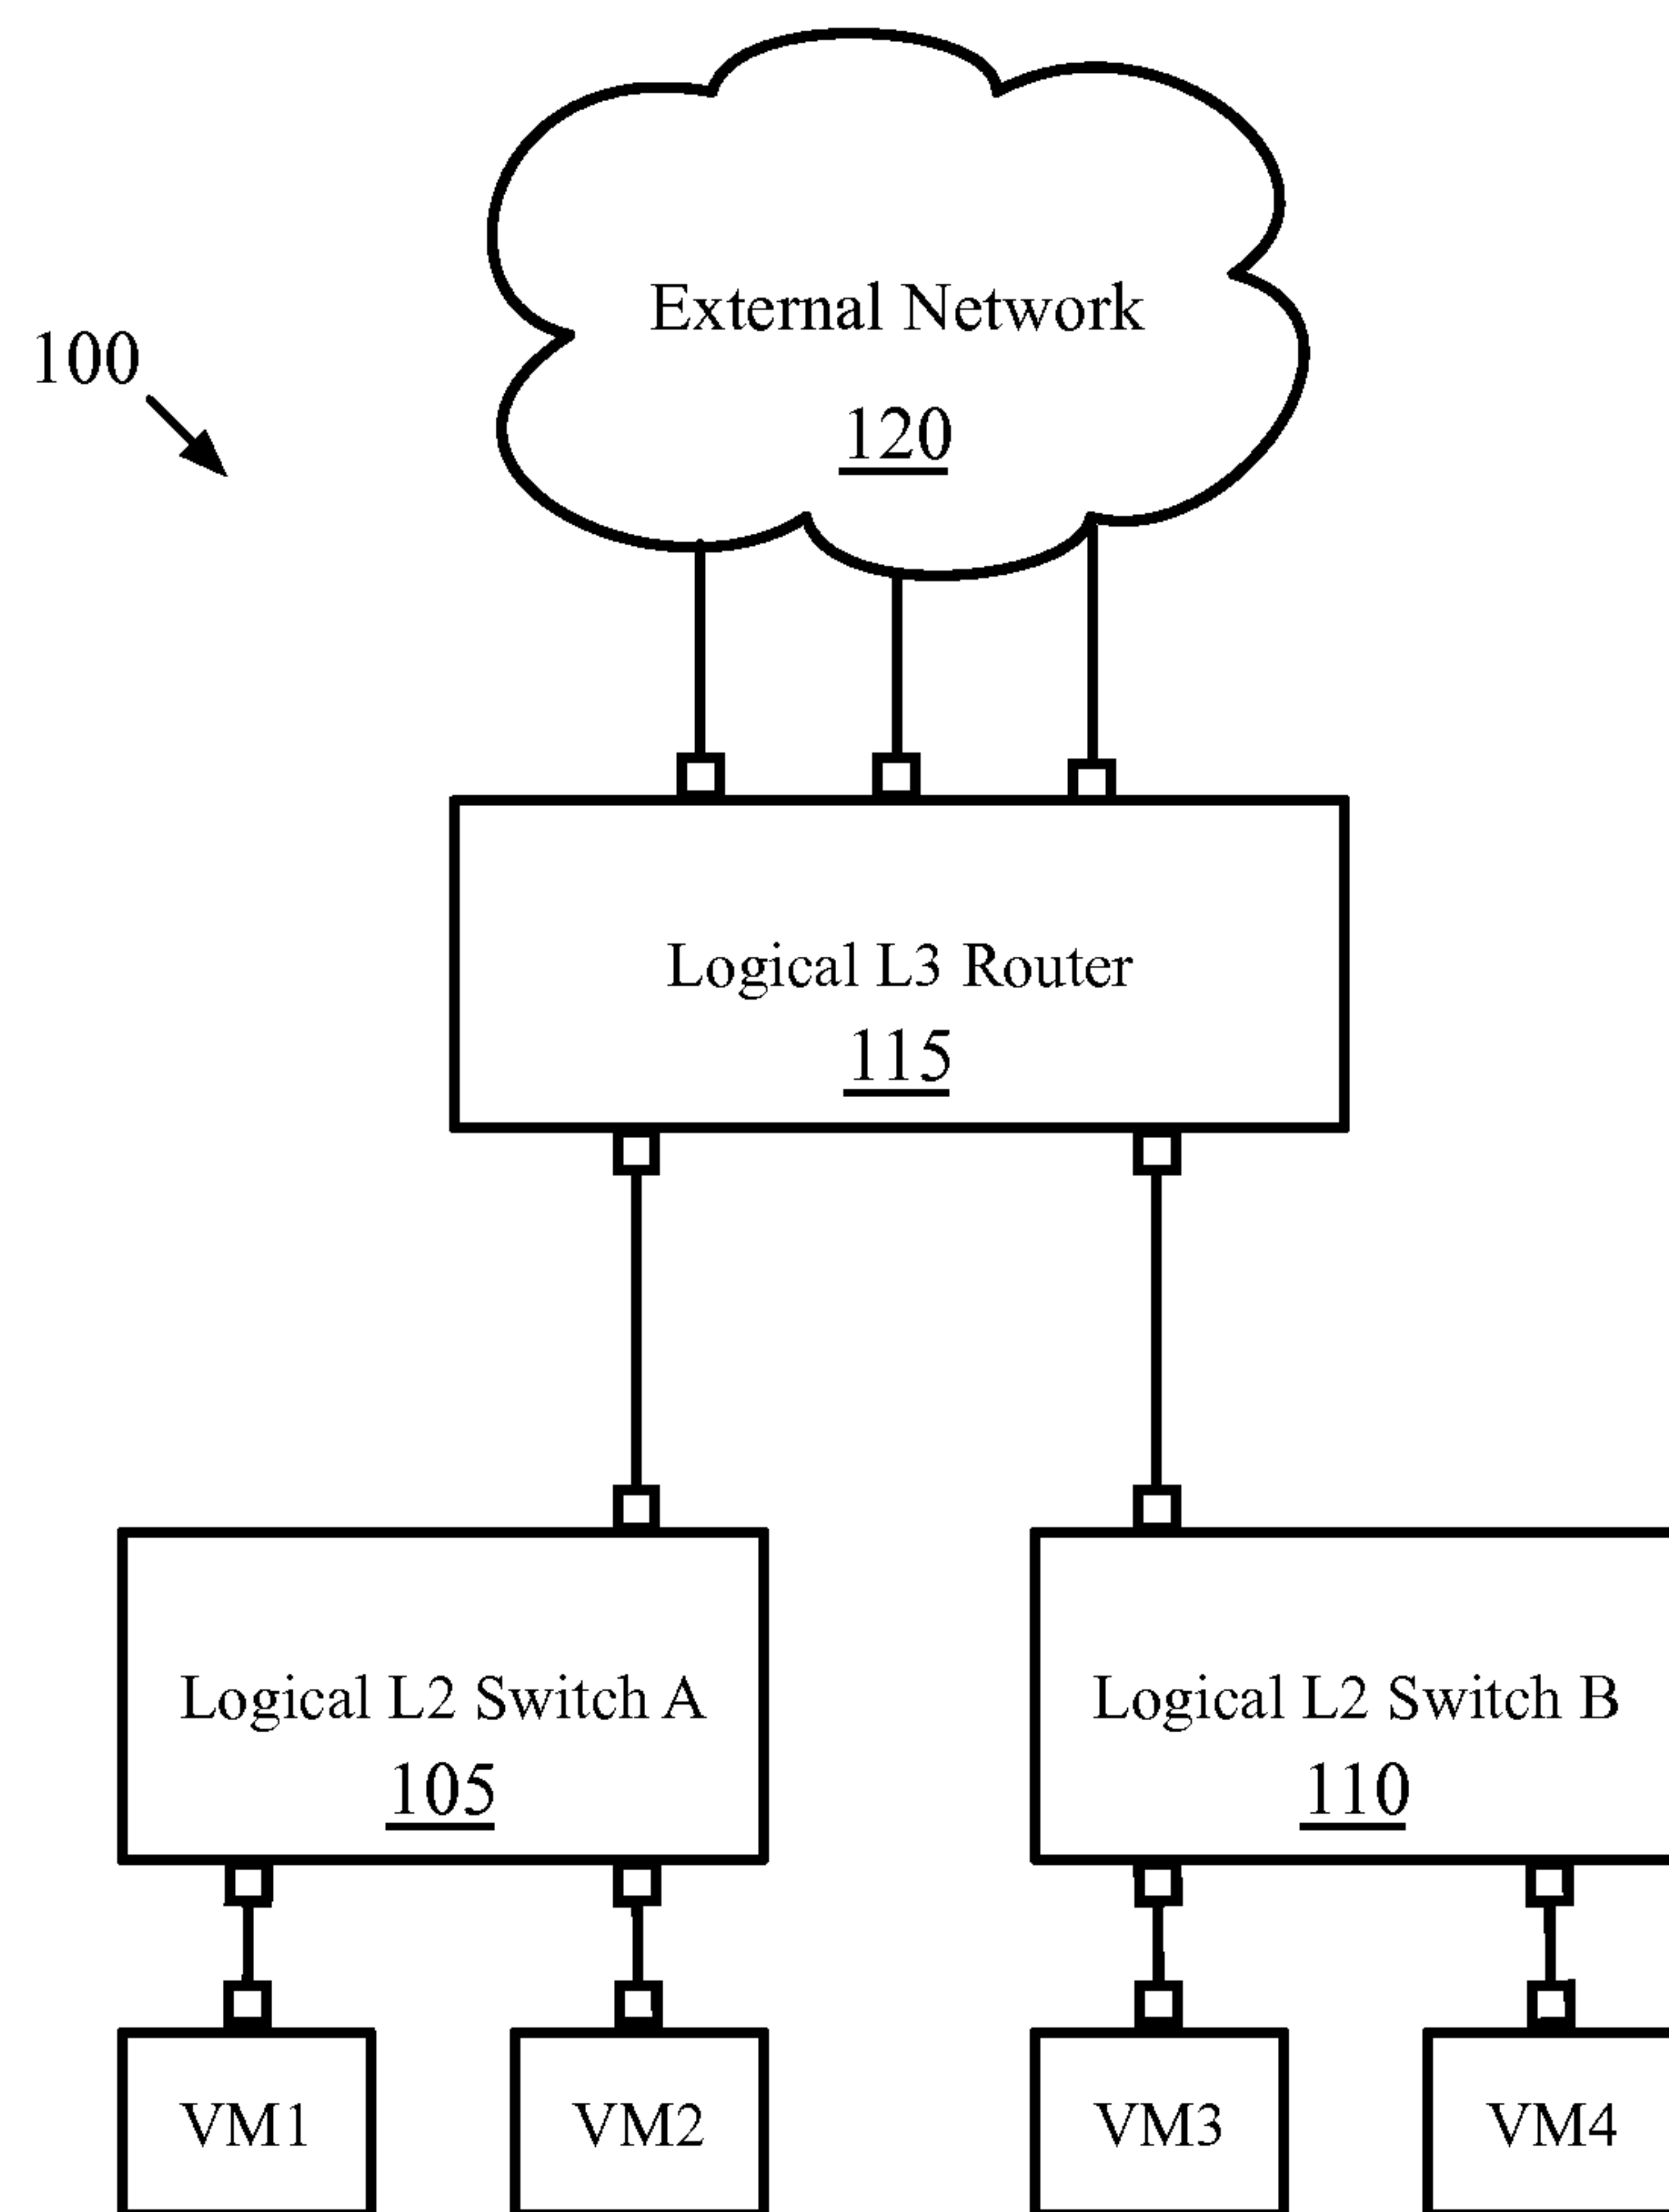 External Network
120
100
Logical L3 Router
115
Logical L2 Switch A
105
Logical L2 Switch B
110
VM1
VM2
VM3
VM4